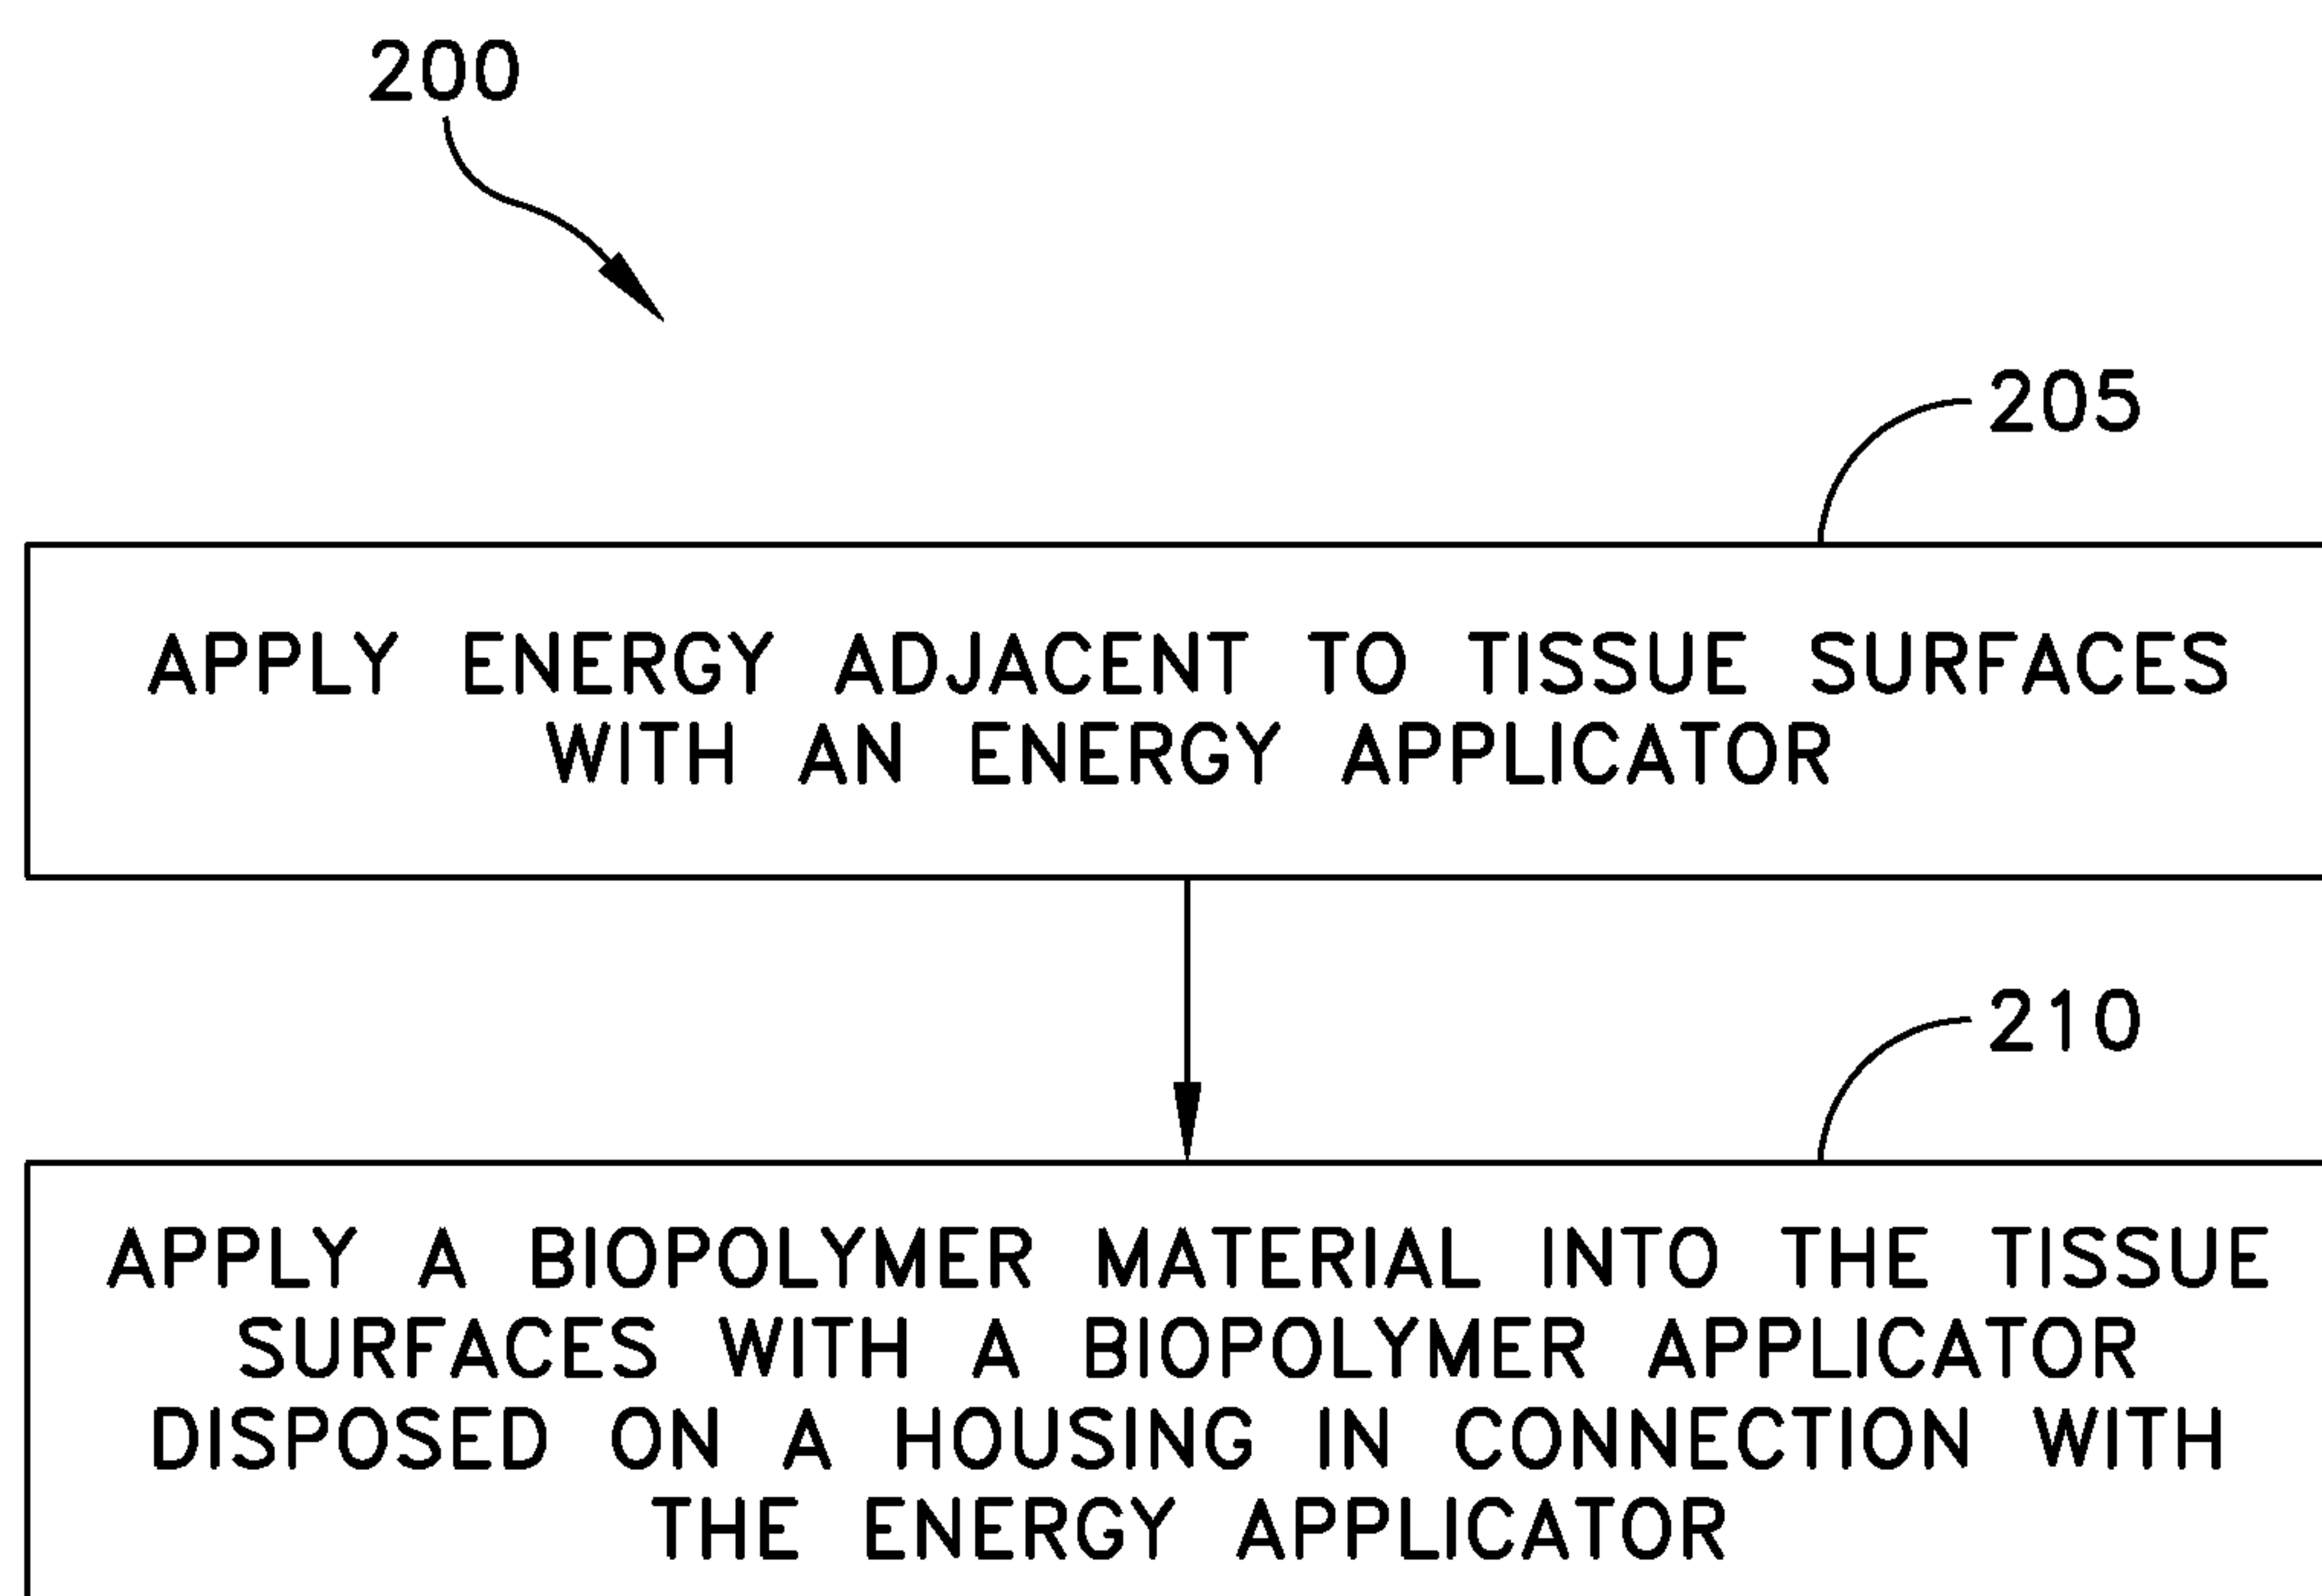 200
205
APPLY ENERGY ADJACENT TO TISSUE SURFACES
WITH AN ENERGY APPLICATOR
210
APPLY A BIOPOLYMER MATERIAL INTO THE TISSUE
SURFACES WITH A BIOPOLYMER APPLICATOR
DISPOSED ON A HOUSING IN CONNECTION WITH
THE ENERGY APPLICATOR